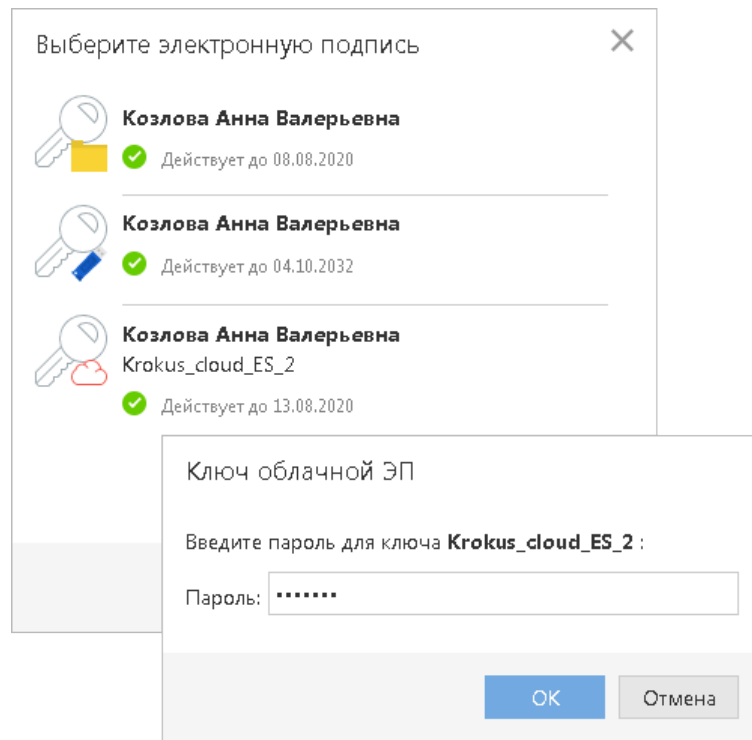 Выберите электронную подпись
Козлова Анна Валерьевна
Действует до 08.08.2020
Козлова Анна Валерьевна
Действует до 04.10.2032
Козлова Анна Валерьевна
Krokus_cloud_ES_2
Действует до 13.08.2020
Ключ облачной ЭП
Введите пароль для ключа Krokus_cloud_ES_2 :
Пароль: •••••••
ОК Отмена